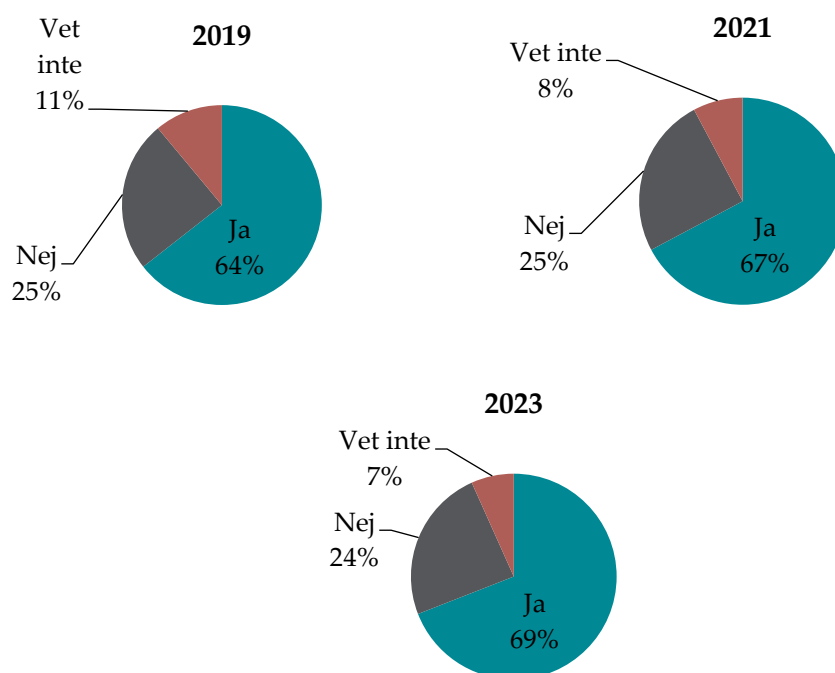 2019
Vet
inte
11%
Nej
25%
Ja
64%
2021
Vet inte
8%
Nej
25%
Ja
67%
2023
Vet inte
7%
Nej
24%
Ja
69%